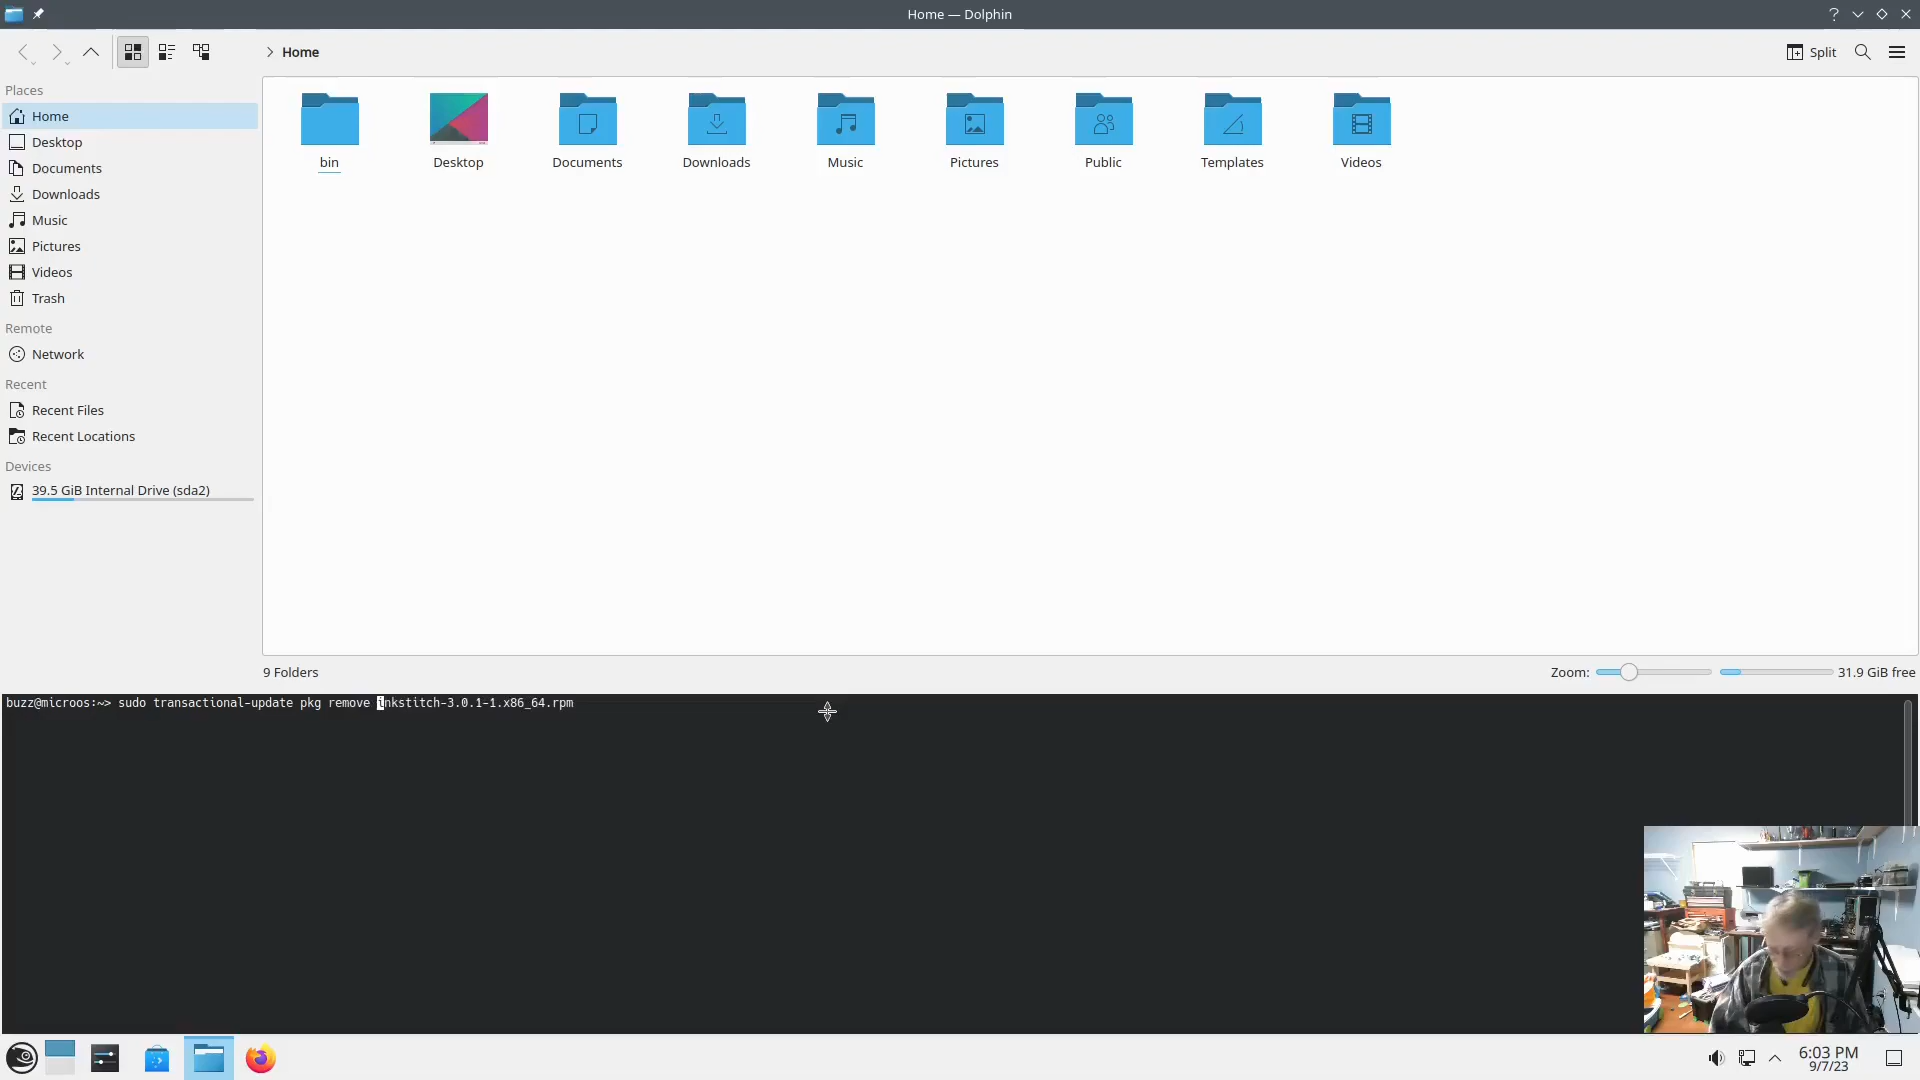 Home — Dolphin
Home
Split
Places
Home
Desktop
Documents
Downloads
Music
Pictures
Videos
Trash
Remote
Network
Recent
Recent Files
Recent Locations
Devices
39.5 GiB Internal Drive (sda2)
bin
Desktop
Documents
Downloads
Music
Pictures
Public
Templates
Videos
9 Folders
Zoom:
31.9 GiB free
buzz@microos:~> sudo transactional-update pkg remove inkstitch-3.0.1-1.x86_64.rpm
6:03 PM
9/7/23